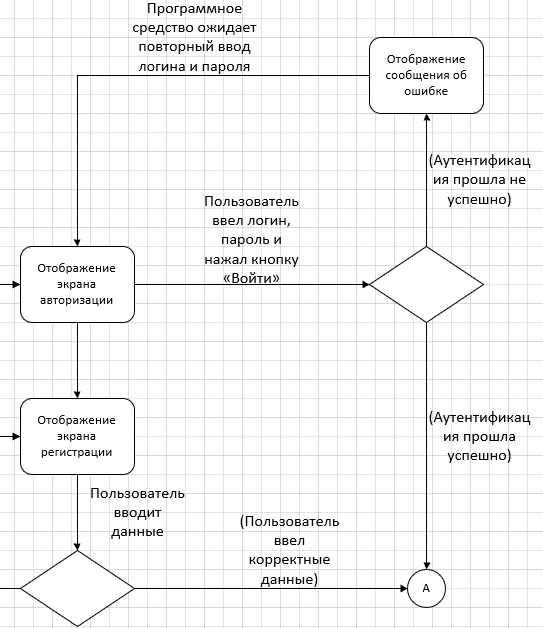 Программное
средство ожидает
повторный ввод
логина и пароля
Отображение
сообщения об
ошибке
(Аутентификац
ия прошла не
успешно)
Пользователь
ввел логин,
пароль и
нажал кнопку
«Войти»
Отображение
экрана
авторизации
Отображение
экрана
регистрации
(Аутентификац
ия прошла
успешно)
Пользователь
вводит
данные
(Пользователь
ввел
корректные
данные)
А